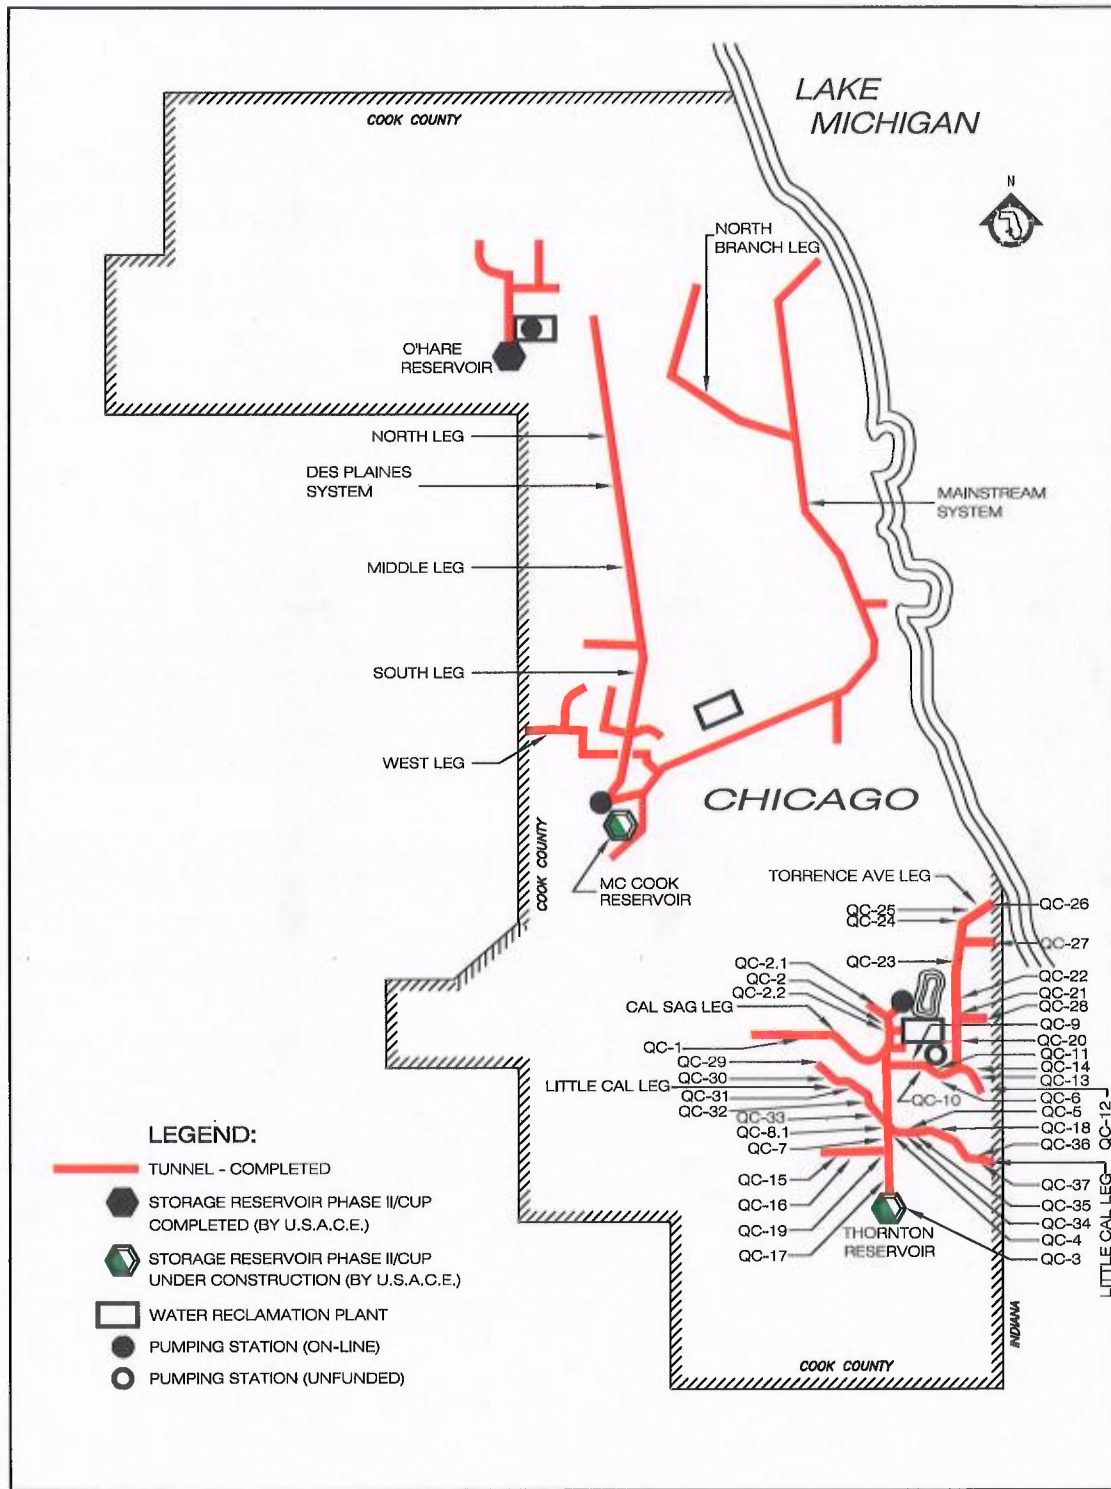 LAKE
MICHIGAN
COOK COUNTY
N
NORTH
BRANCH LEG
O'HARE
RESERVOIR
NORTH LEG
DES PLAINES
SYSTEM
MAINSTREAM
SYSTEM
MIDDLE LEG
SOUTH LEG
WEST LEG
CHICAGO
COOK COUNTY
MC COOK
RESERVOIR
TORRENCE AVE LEG
QC-25
QC-24
QC-26
QC-27
QC-23
QC-2.1
QC-2
QC-2.2
CAL SAG LEG
QC-1
QC-29
QC-30
LITTLE CAL LEG
QC-31
QC-32
QC-33
QC-8.1
QC-7
QC-15
QC-16
QC-19
QC-17
QC-10
QC-22
QC-21
QC-28
QC-9
QC-20
QC-11
QC-14
QC-13
QC-6
QC-5
QC-18
QC-36
QC-37
QC-35
QC-34
QC-4
QC-3
QC-12
LITTLE CAL LEG
THORNTON
RESERVOIR
INDIANA
COOK COUNTY
LEGEND:
TUNNEL - COMPLETED
STORAGE RESERVOIR PHASE II/CUP
COMPLETED (BY U.S.A.C.E.)
STORAGE RESERVOIR PHASE II/CUP
UNDER CONSTRUCTION (BY U.S.A.C.E.)
WATER RECLAMATION PLANT
PUMPING STATION (ON-LINE)
PUMPING STATION (UNFUNDED)